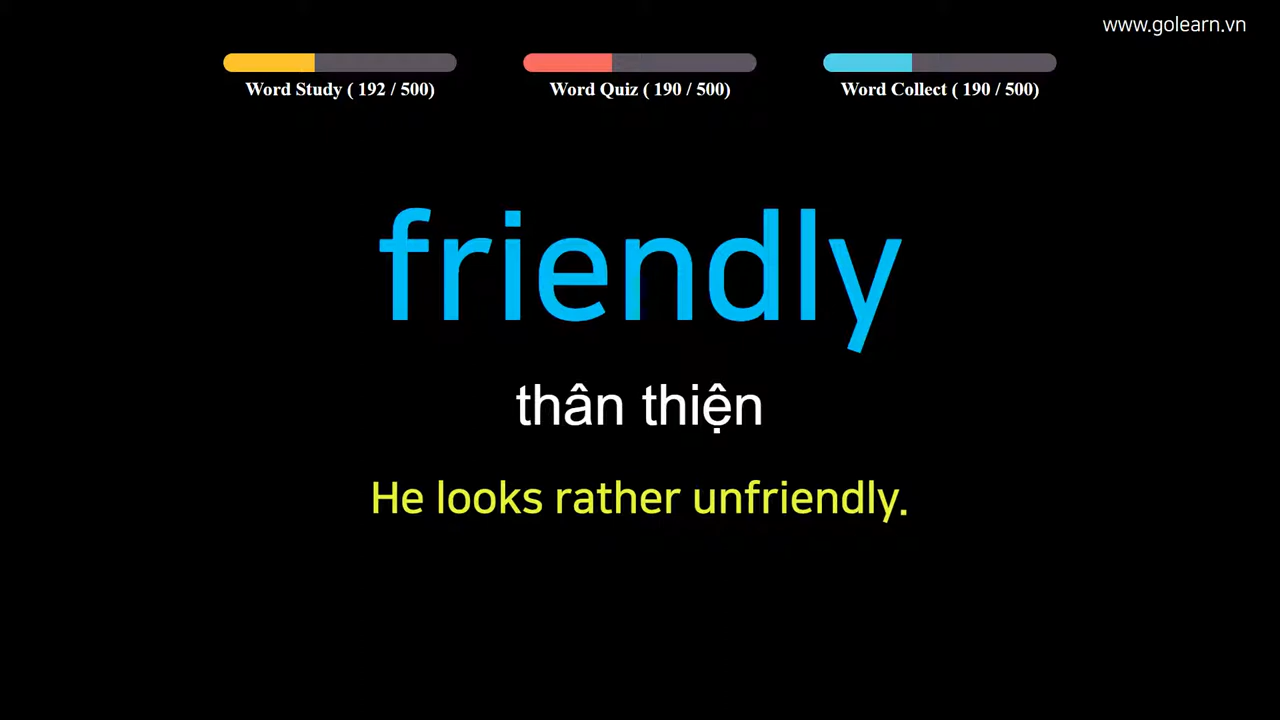 www.golearn.vn
Word Study ( 192 / 500)
Word Quiz ( 190 / 500)
Word Collect ( 190 / 500)
friendly
thân thiện
He looks rather unfriendly.